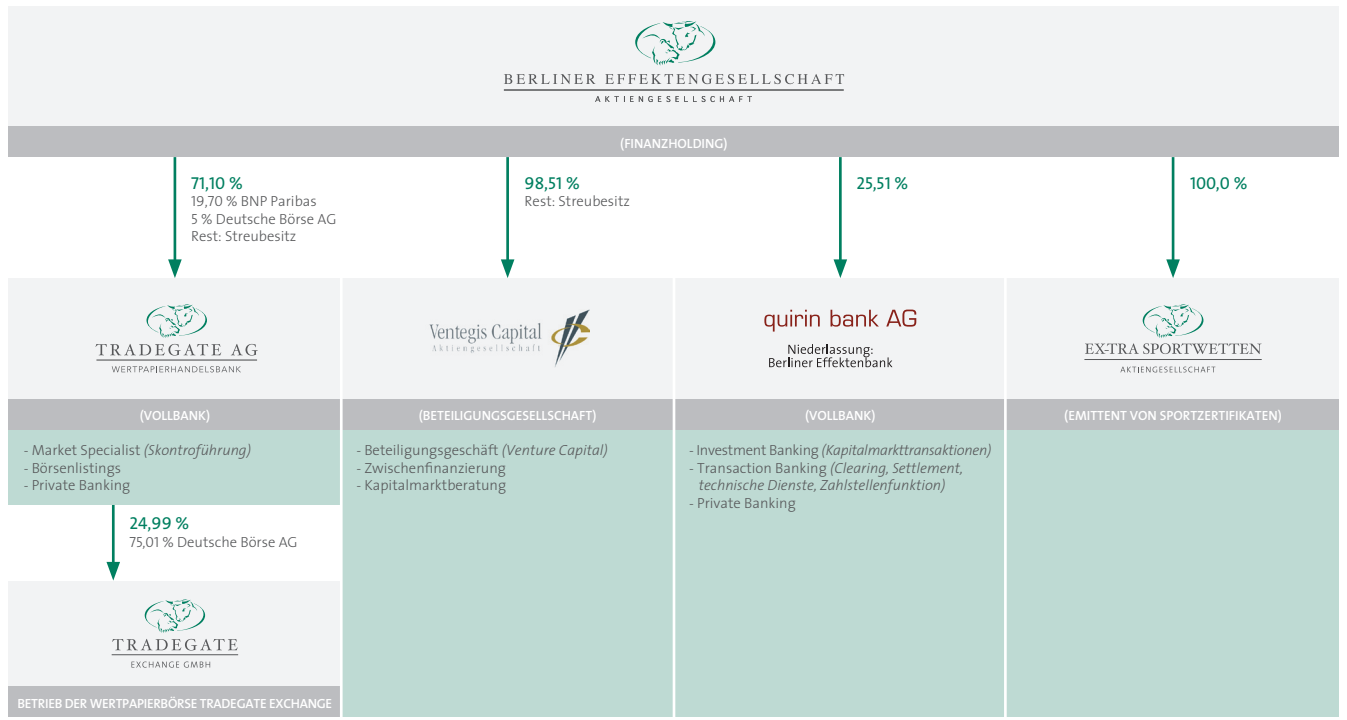 BERLINER EFFEKTENGESELLSCHAFT
AKTIENGESELLSCHAFT
(FINANZHOLDING)
71,10 %
19,70 % BNP Paribas
5 % Deutsche Börse AG
Rest: Streubesitz
98,51 %
Rest: Streubesitz
25,51 %
100,0 %
TRADEGATE AG
WERTPAPIERHANDELSBANK
(VOLLBANK)
- Market Specialist (Skontroführung)
- Börsenlistings
- Private Banking
24,99 %
75,01 % Deutsche Börse AG
TRADEGATE
EXCHANGE GMBH
BETRIEB DER WERTPAPIERBÖRSE TRADEGATE EXCHANGE
Ventegis Capital
Aktiengesellschaft
(BETEILIGUNGSGESELLSCHAFT)
- Beteiligungsgeschäft (Venture Capital)
- Zwischenfinanzierung
- Kapitalmarktberatung
quirin bank AG
Niederlassung:
Berliner Effektenbank
(VOLLBANK)
- Investment Banking (Kapitalmarkttransaktionen)
- Transaction Banking (Clearing, Settlement,
technische Dienste, Zahlstellenfunktion)
- Private Banking
EX-TRA SPORTWETTEN
AKTIENGESELLSCHAFT
(EMITTENT VON SPORTZERTIFIKATEN)